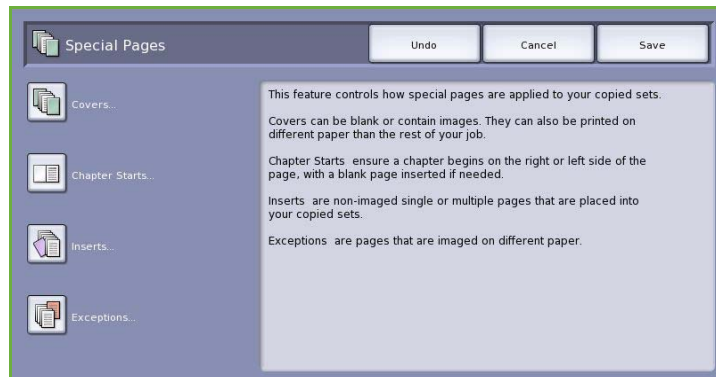 Special Pages
Undo
Cancel
Save
Covers...
Chapter Starts...
Inserts...
Exceptions...
This feature controls how special pages are applied to your copied sets.
Covers can be blank or contain images. They can also be printed on
different paper than the rest of your job.
Chapter Starts ensure a chapter begins on the right or left side of the
page, with a blank page inserted if needed.
Inserts are non-imaged single or multiple pages that are placed into
your copied sets.
Exceptions are pages that are imaged on different paper.